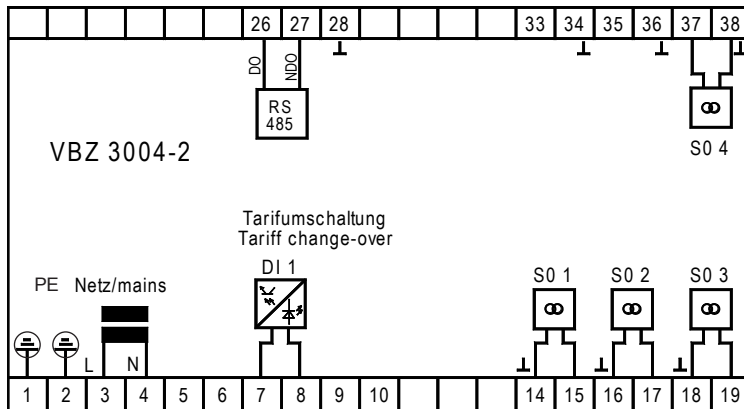 26 27 28 33 34 35 36 37 38
DO NDO
RS
485
S0 4
VBZ 3004-2
Tarifumschaltung
Tariff change-over
DI 1
PE Netz/mains
S0 1 S0 2 S0 3
L N
1 2 3 4 5 6 7 8 9 10 14 15 16 17 18 19